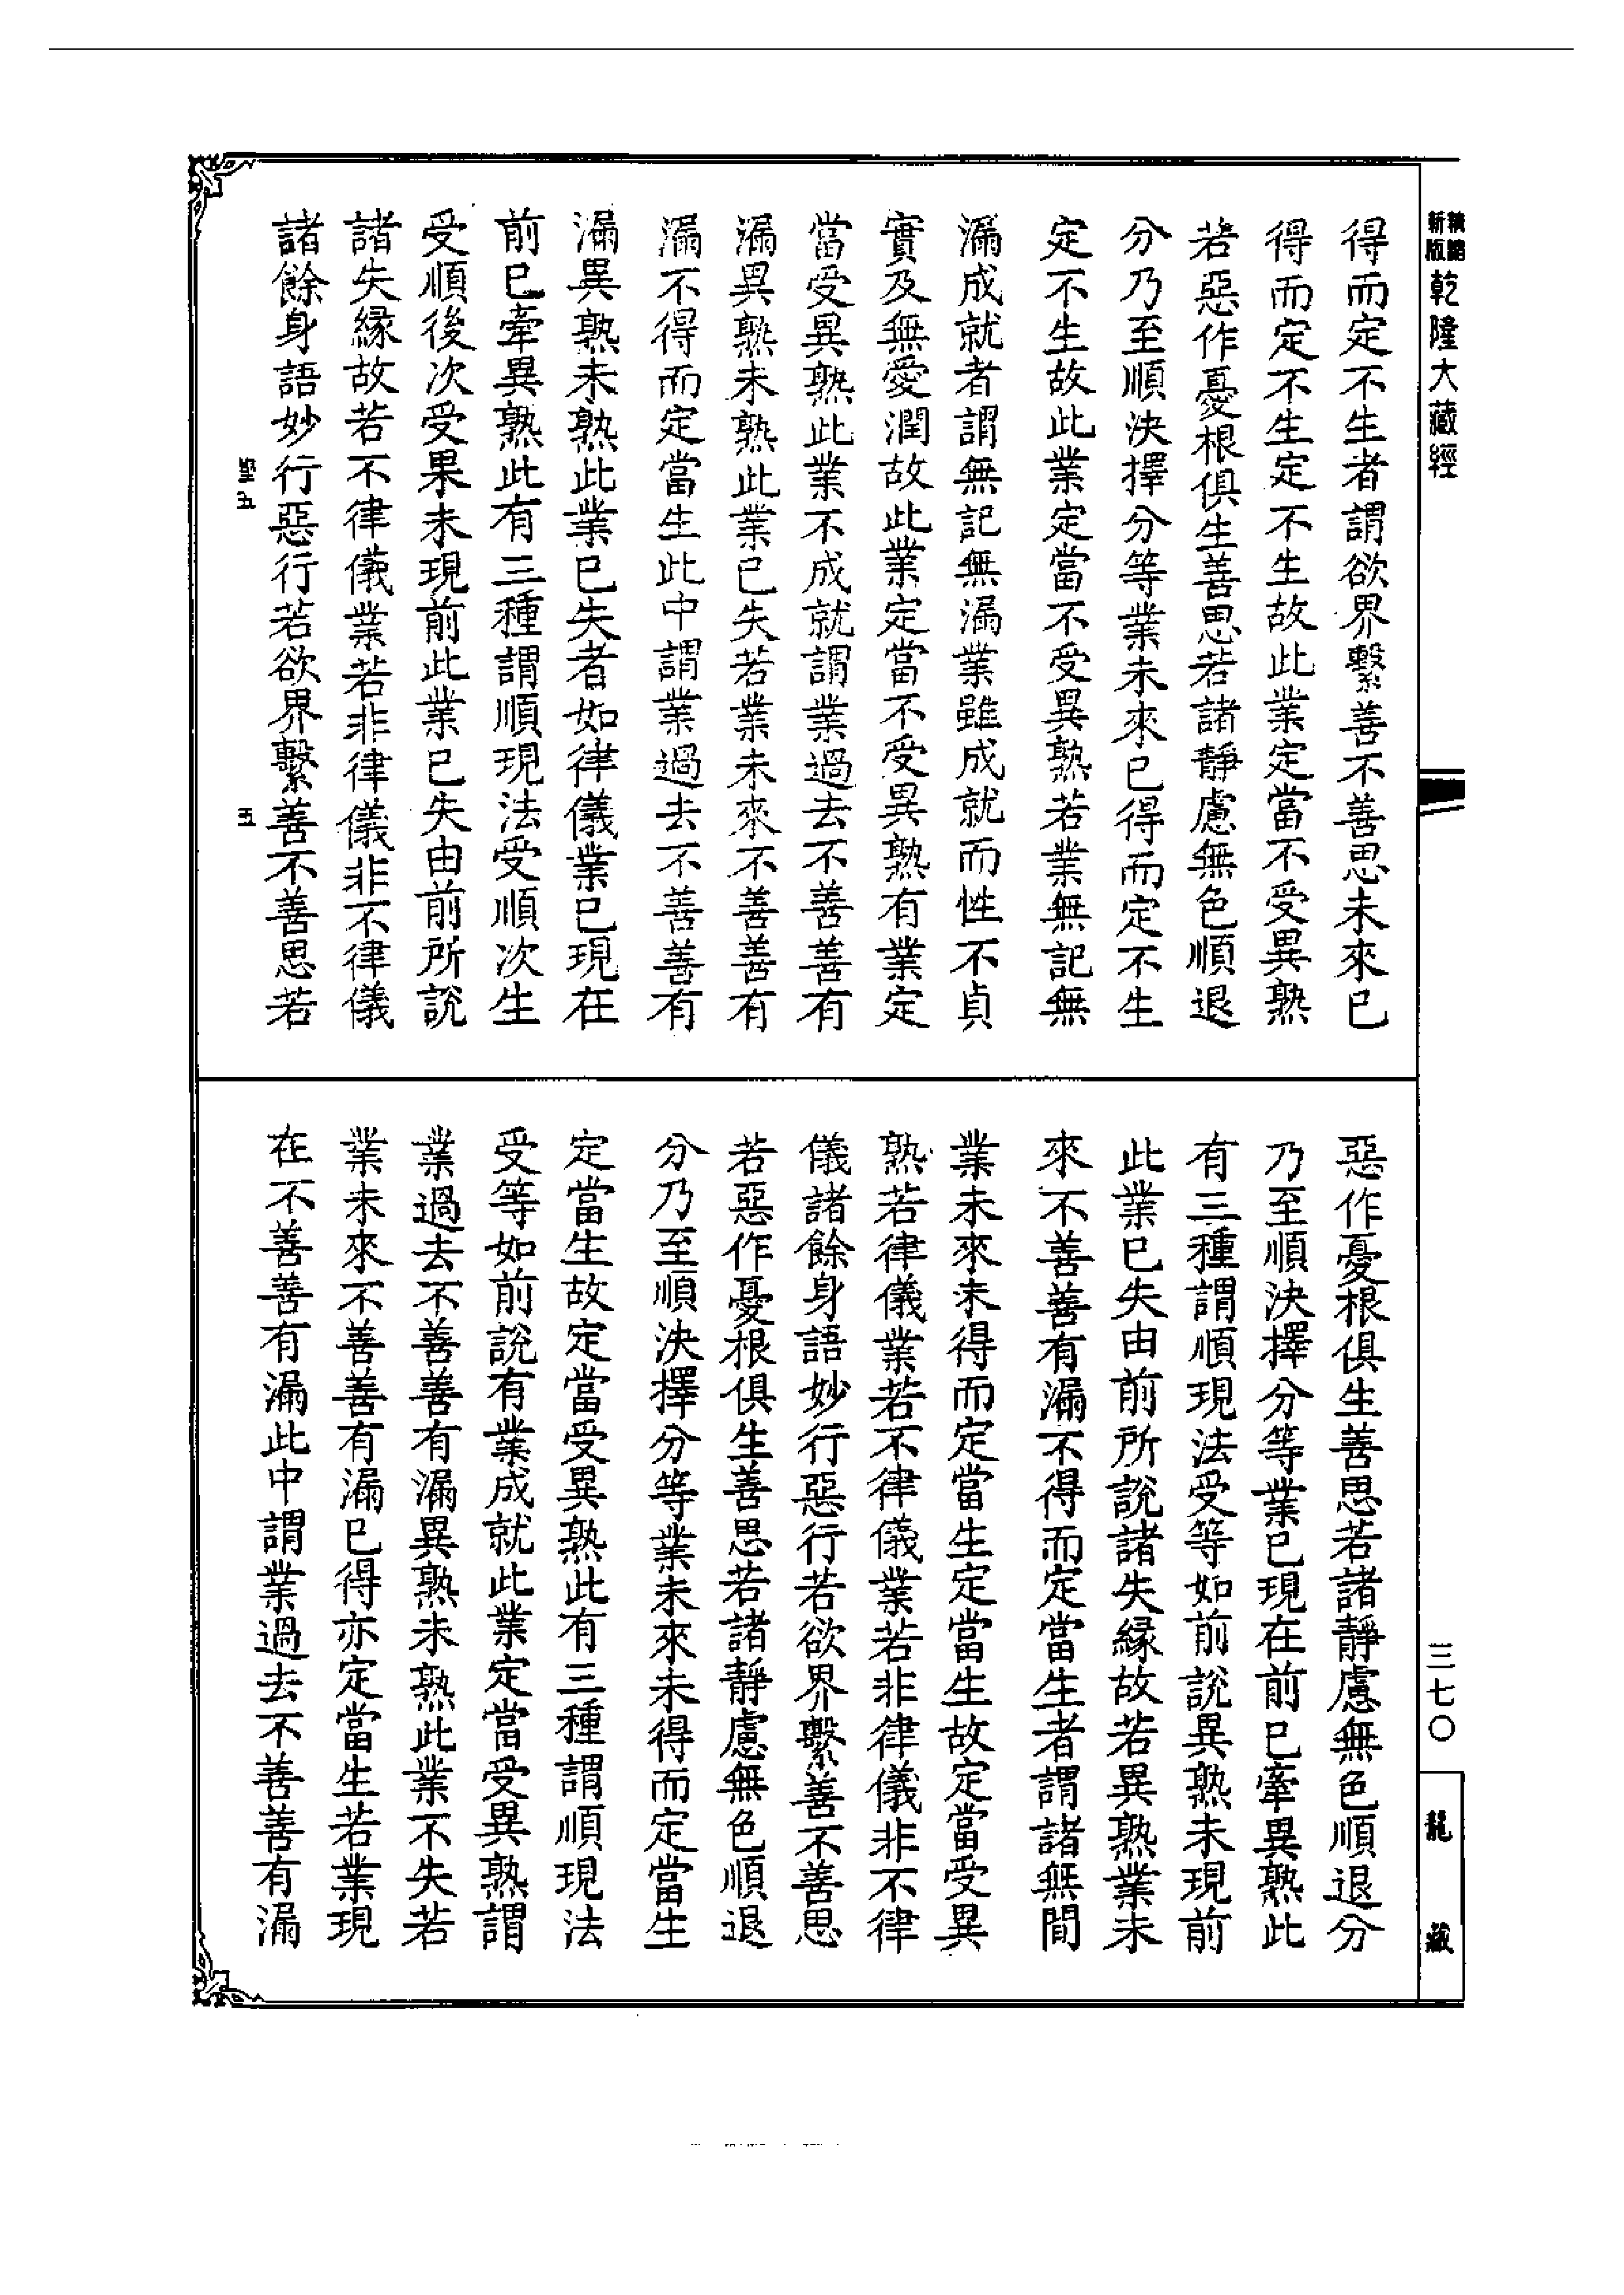 新版
精縮
乾隆大藏經
得而定不生者謂欲界繫善不善思未來已
得而定不生定不生故此業定當不受異熟
若惡作憂根俱生善思若諸靜慮無色順退
分乃至順決擇分等業未來已得而定不生
定不生故此業定當不受異熟若業無記無
漏成就者謂無記無漏業雖成就而性不貞
實及無愛潤故此業定當不受異熟有業定
當受異熟此業不成就謂業過去不善善有
漏異熟未熟此業已失若業未來不善善有
漏不得而定當生此中謂業過去不善善有
漏異熟未熟此業已失者如律儀業已現在
前已牽異熟此有三種謂順現法受順次生
受順後次受果未現前此業已失由前所說
諸失緣故若不律儀業若非律儀非不律儀
諸餘身語妙行惡行若欲界繫善不善思若
聖五
五
惡作憂根俱生善思若諸靜慮無色順退分
乃至順決擇分等業已現在前已牽異熟此
有三種謂順現法受等如前說異熟未現前
此業已失由前所說諸失緣故若異熟業未
來不善善有漏不得而定當生者謂諸無間
業未來未得而定當生定當生故定當受異
熟若律儀業若不律儀業若非律儀非不律
儀諸餘身語妙行惡行若欲界繫善不善思
若惡作憂根俱生善思若諸靜慮無色順退
分乃至順決擇分等業未來未得而定當生
定當生故定當受異熟此有三種謂順現法
受等如前說有業成就此業定當受異熟謂
業過去不善善有漏異熟未熟此業不失若
業未來不善善有漏已得亦定當生若業現
在不善善有漏此中謂業過去不善善有漏
三七〇
龍藏